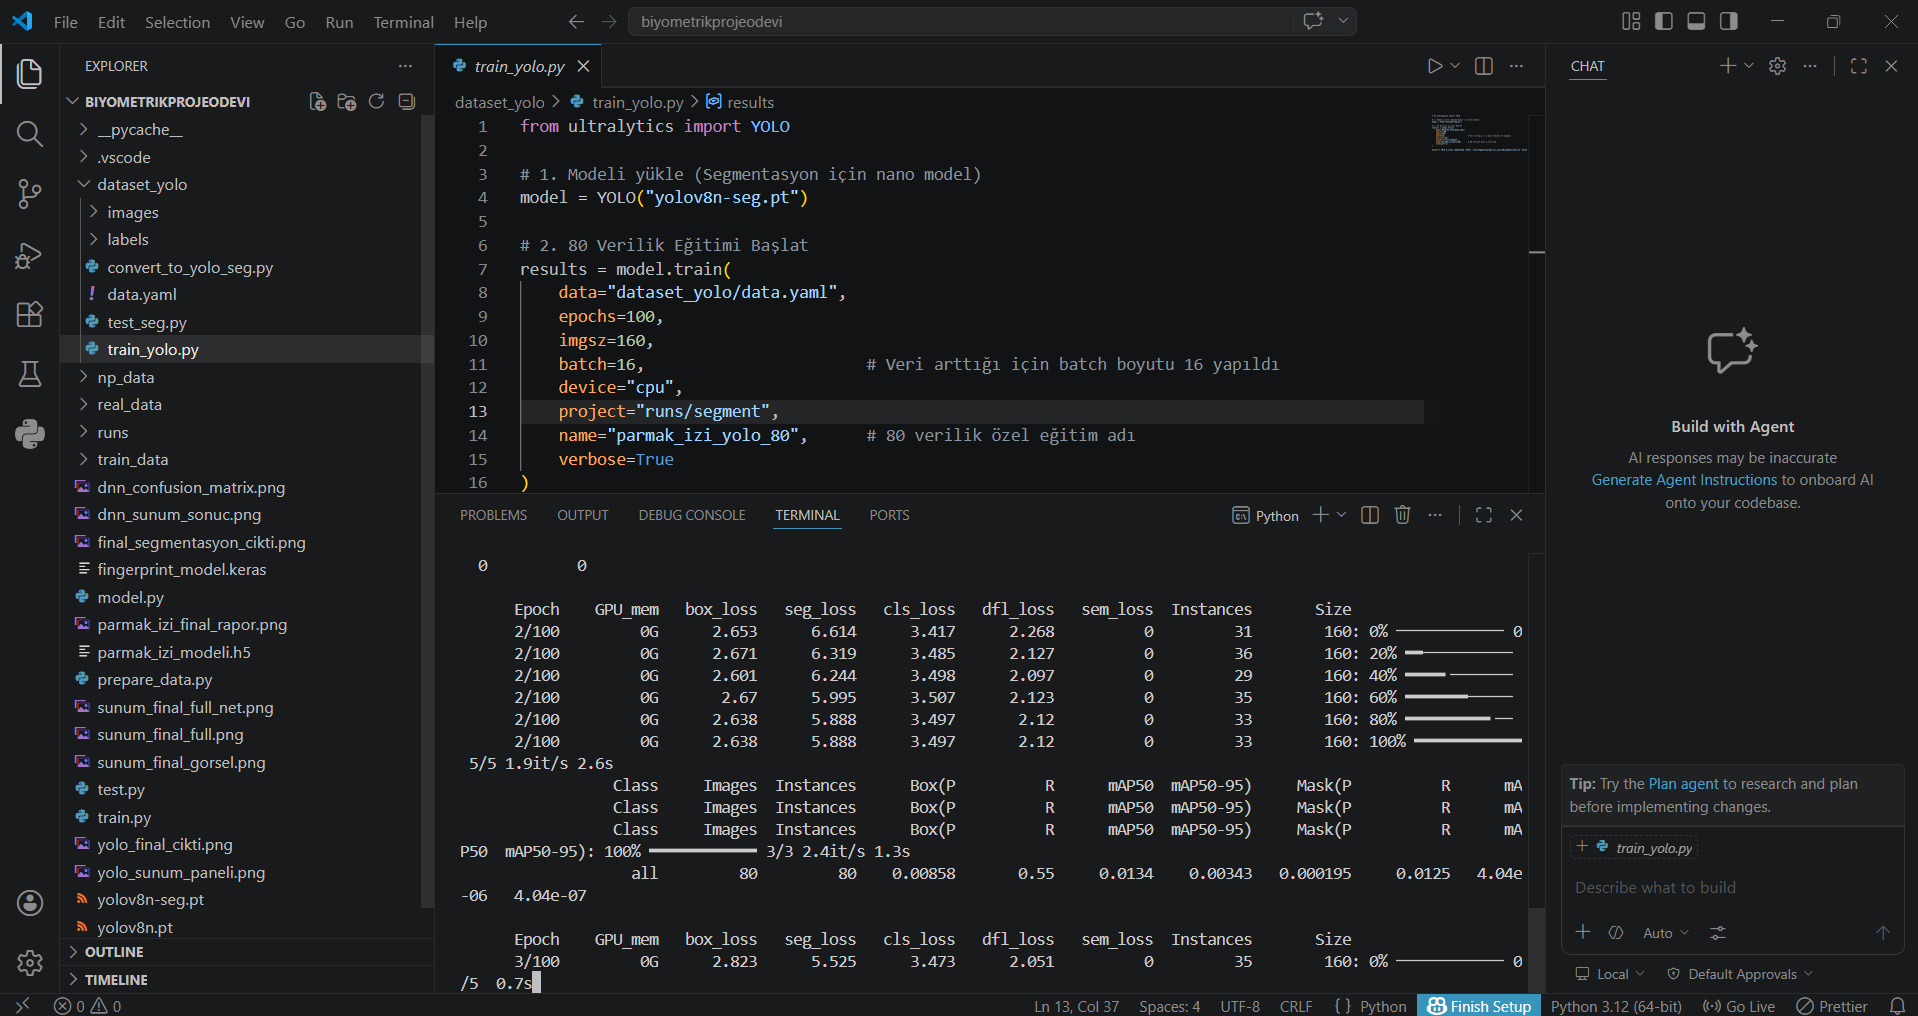 File Edit Selection View Go Run Terminal Help
biyometrikprojeodevi
EXPLORER
BIYOMETRIKPROJEODEVI
__pycache__
.vscode
dataset_yolo
images
labels
convert_to_yolo_seg.py
! data.yaml
test_seg.py
train_yolo.py
np_data
real_data
runs
train_data
dnn_confusion_matrix.png
dnn_sunum_sonuc.png
final_segmentasyon_cikti.png
fingerprint_model.keras
model.py
parmak_izi_final_rapor.png
parmak_izi_modeli.h5
prepare_data.py
sunum_final_full_net.png
sunum_final_full.png
sunum_final_gorsel.png
test.py
train.py
yolo_final_cikti.png
yolo_sunum_paneli.png
yolov8n-seg.pt
yolov8n.pt
OUTLINE
TIMELINE
train_yolo.py
dataset_yolo > train_yolo.py > results
1 from ultralytics import YOLO
2
3 # 1. Modeli yükle (Segmentasyon için nano model)
4 model = YOLO("yolov8n-seg.pt")
5
6 # 2. 80 Verilik Eğitimi Başlat
7 results = model.train(
8 data="dataset_yolo/data.yaml",
9 epochs=100,
10 imgsz=160,
11 batch=16, # Veri arttığı için batch boyutu 16 yapıldı
12 device="cpu",
13 project="runs/segment",
14 name="parmak_izi_yolo_80", # 80 verilik özel eğitim adı
15 verbose=True
16 )
PROBLEMS OUTPUT DEBUG CONSOLE TERMINAL PORTS
Python
0 0
Epoch GPU_mem box_loss seg_loss cls_loss dfl_loss sem_loss Instances Size
2/100 0G 2.653 6.614 3.417 2.268 0 31 160: 0% 0
2/100 0G 2.671 6.319 3.485 2.127 0 36 160: 20%
2/100 0G 2.601 6.244 3.498 2.097 0 29 160: 40%
2/100 0G 2.67 5.995 3.507 2.123 0 35 160: 60%
2/100 0G 2.638 5.888 3.497 2.12 0 33 160: 80%
2/100 0G 2.638 5.888 3.497 2.12 0 33 160: 100%
5/5 1.9it/s 2.6s
Class Images Instances Box(P R mAP50 mAP50-95) Mask(P R mA
Class Images Instances Box(P R mAP50 mAP50-95) Mask(P R mA
Class Images Instances Box(P R mAP50 mAP50-95) Mask(P R mA
P50 mAP50-95): 100% 3/3 2.4it/s 1.3s
all 80 80 0.00858 0.55 0.0134 0.00343 0.000195 0.0125 4.04e
-06 4.04e-07
Epoch GPU_mem box_loss seg_loss cls_loss dfl_loss sem_loss Instances Size
3/100 0G 2.823 5.525 3.473 2.051 0 35 160: 0% 0
/5 0.7s
CHAT
Build with Agent
AI responses may be inaccurate
Generate Agent Instructions to onboard AI
onto your codebase.
Tip: Try the Plan agent to research and plan
before implementing changes.
train_yolo.py
Describe what to build
Auto
Local Default Approvals
0 0 Ln 13, Col 37 Spaces: 4 UTF-8 CRLF { } Python Finish Setup Python 3.12 (64-bit) Go Live Prettier